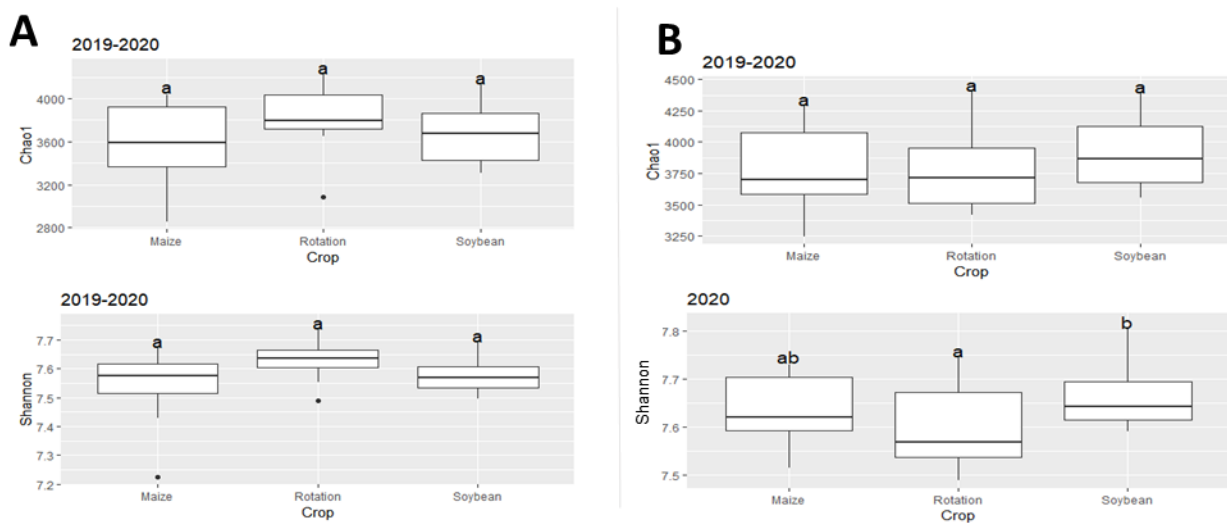 A
2019-2020
a
a
a
4000
3600
3200
2800
Chao1
Maize
Rotation
Soybean
Crop
2019-2020
a
a
a
7.7
7.6
7.5
7.4
7.3
7.2
Shannon
Maize
Rotation
Soybean
Crop
B
2019-2020
a
a
a
4500
4250
4000
3750
3500
3250
Chao1
Maize
Rotation
Soybean
Crop
2020
ab
a
b
7.8
7.7
7.6
7.5
Shannon
Maize
Rotation
Soybean
Crop